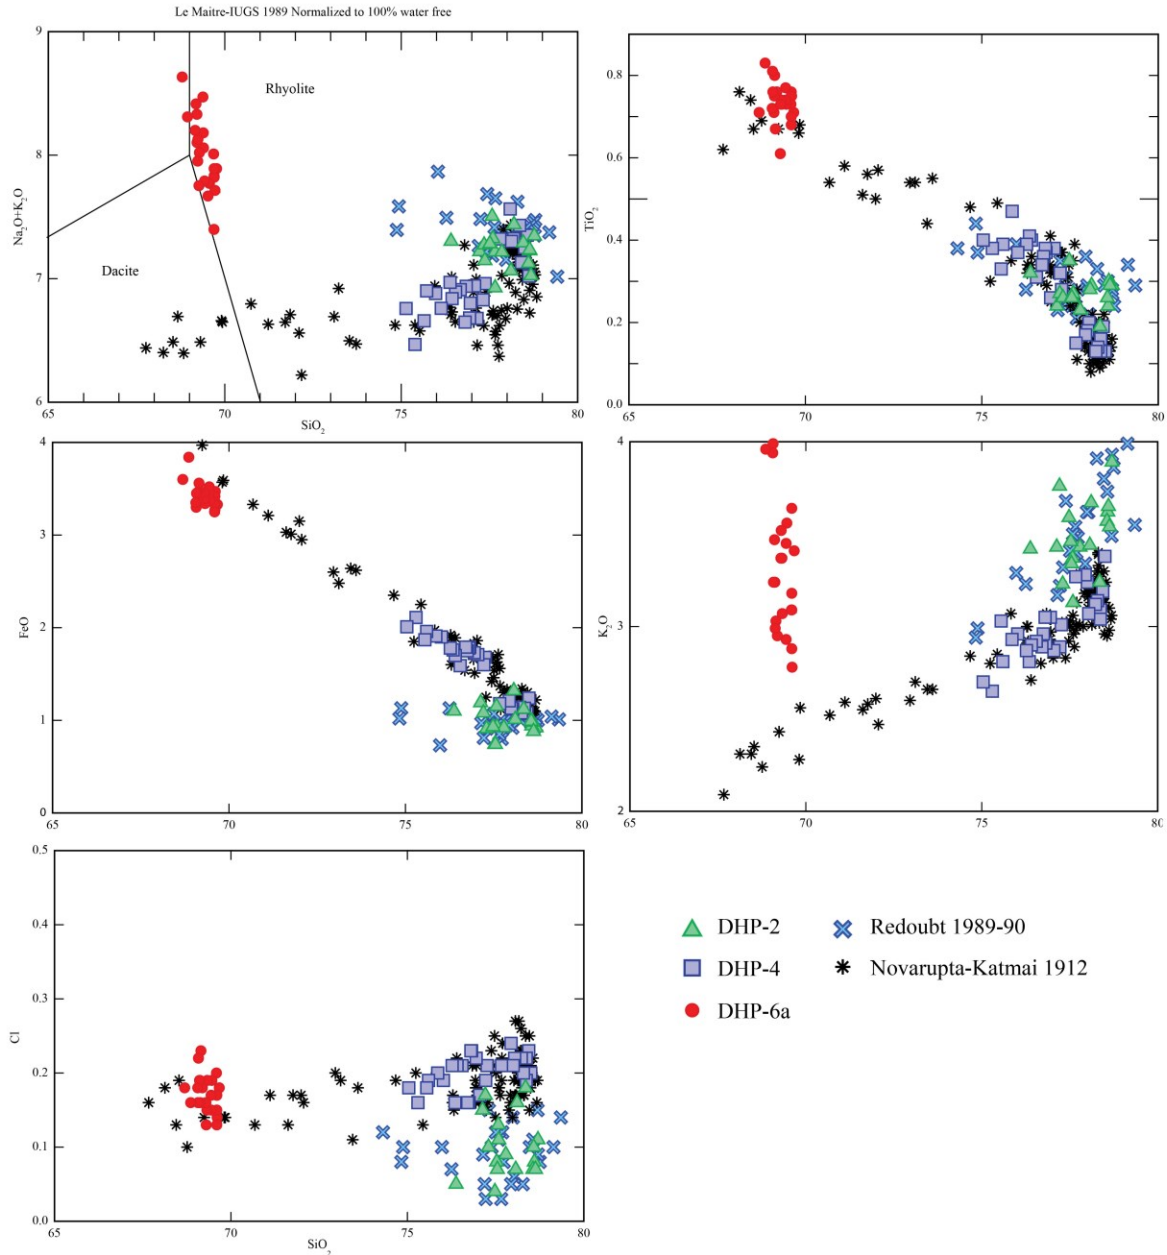 Le Maitre-IUGS 1989 Normalized to 100% water free
9
8
7
6
Na2O+K2O
Rhyolite
Dacite
65
70
75
80
SiO2
0.8
0.6
0.4
0.2
0.0
TiO2
65
70
75
80
4
3
2
1
0
FeO
65
70
75
80
4
3
2
K2O
65
70
75
80
0.5
0.4
0.3
0.2
0.1
0.0
Cl
65
70
75
80
SiO2
DHP-2
Redoubt 1989-90
DHP-4
Novarupta-Katmai 1912
DHP-6a